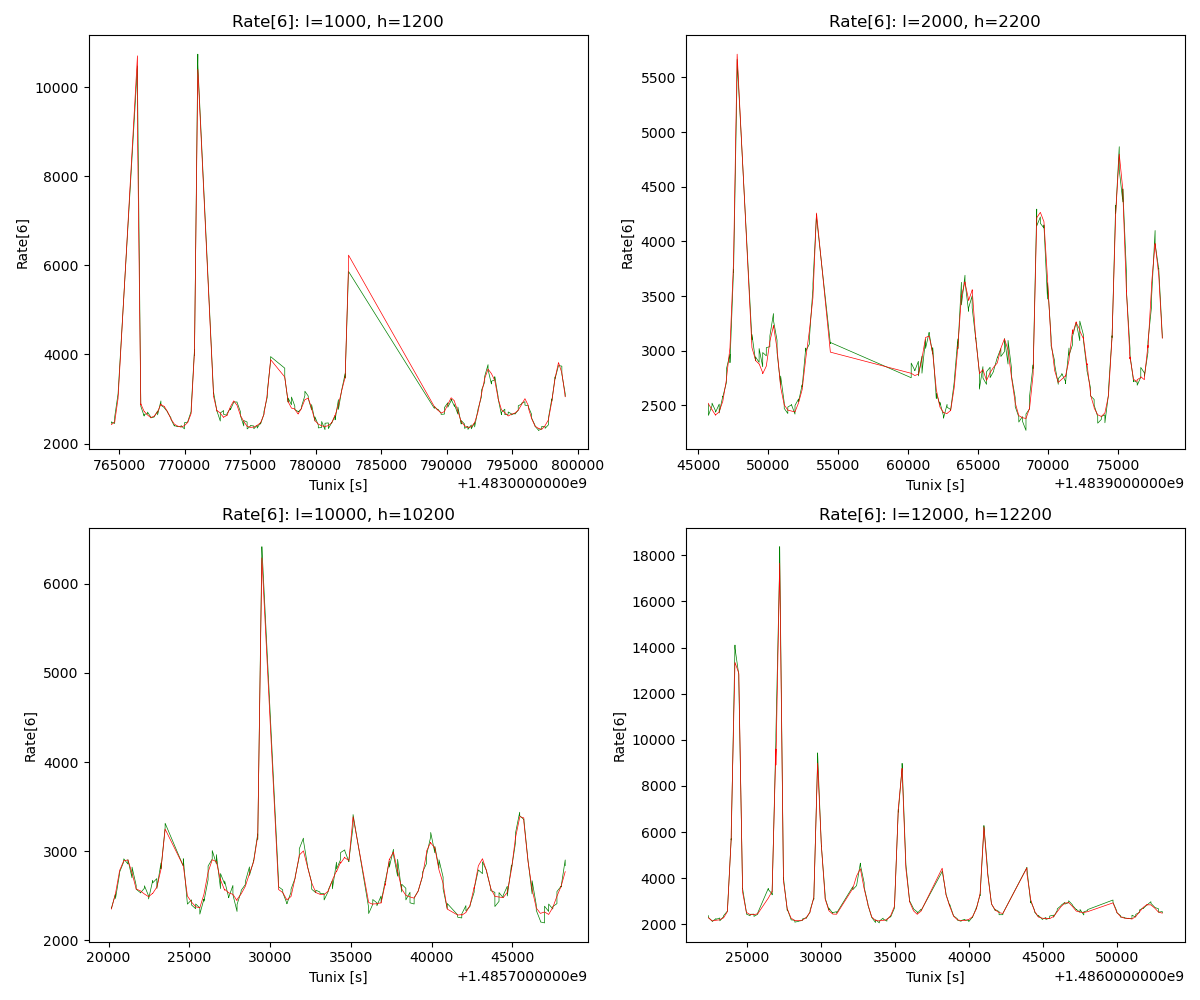 Rate[6]: l=1000, h=1200
Rate[6]
10000
8000
6000
4000
2000
765000 770000 775000 780000 785000 790000 795000 800000
Tunix [s]
+1.4830000000e9
Rate[6]: l=2000, h=2200
Rate[6]
5500
5000
4500
4000
3500
3000
2500
45000 50000 55000 60000 65000 70000 75000
Tunix [s]
+1.4839000000e9
Rate[6]: l=10000, h=10200
Rate[6]
6000
5000
4000
3000
2000
20000 25000 30000 35000 40000 45000
Tunix [s]
+1.4857000000e9
Rate[6]: l=12000, h=12200
Rate[6]
18000
16000
14000
12000
10000
8000
6000
4000
2000
25000 30000 35000 40000 45000 50000
Tunix [s]
+1.4860000000e9